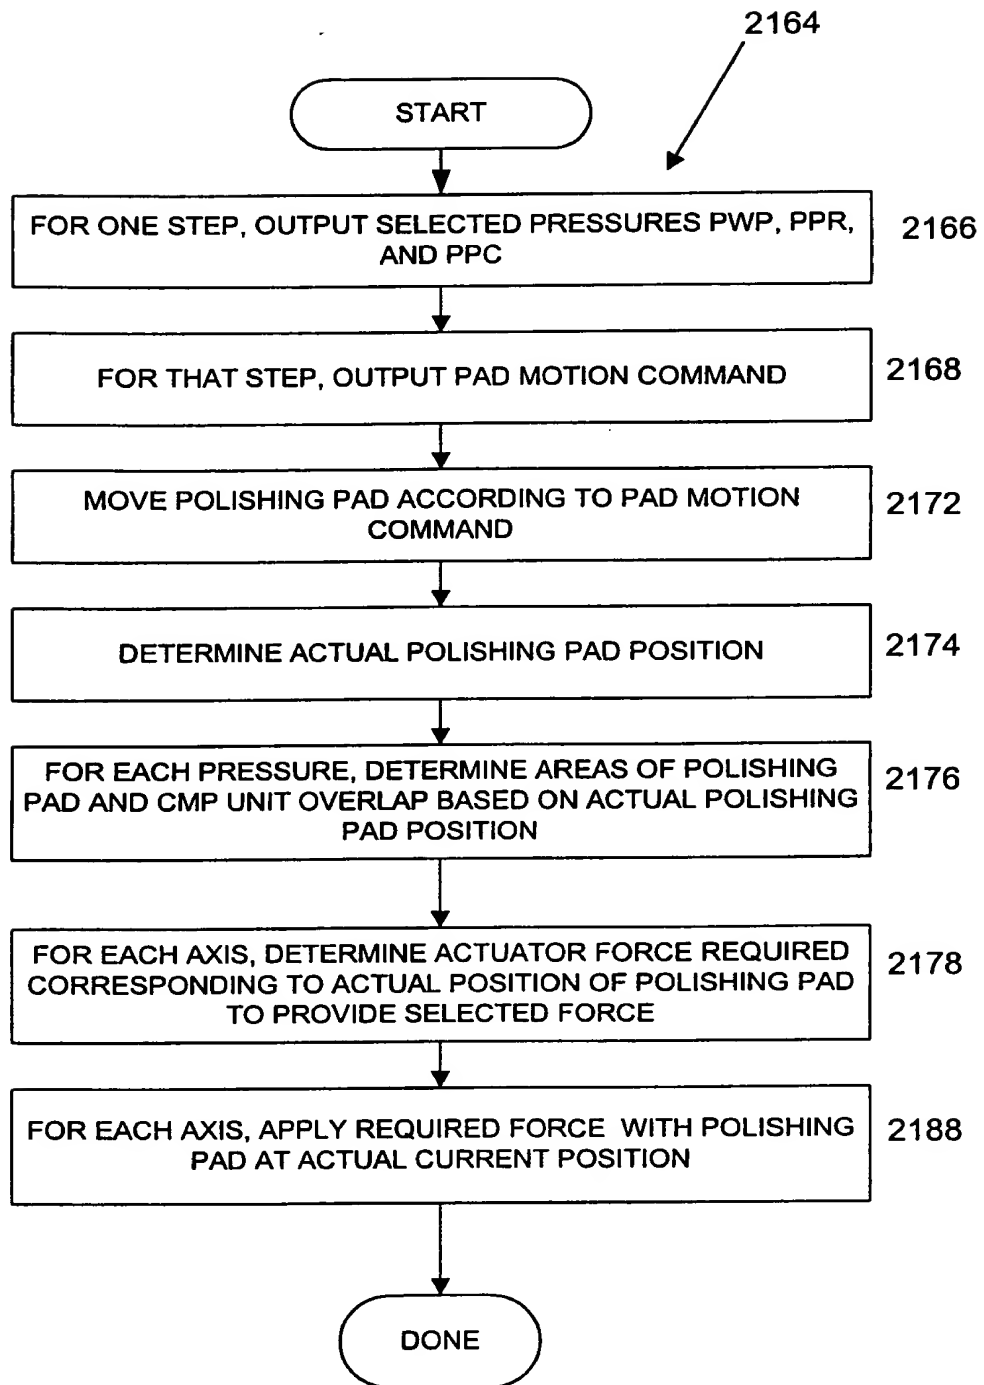 2164
START
FOR ONE STEP, OUTPUT SELECTED PRESSURES PWP, PPR,
AND PPC
2166
FOR THAT STEP, OUTPUT PAD MOTION COMMAND
2168
MOVE POLISHING PAD ACCORDING TO PAD MOTION
COMMAND
2172
DETERMINE ACTUAL POLISHING PAD POSITION
2174
FOR EACH PRESSURE, DETERMINE AREAS OF POLISHING
PAD AND CMP UNIT OVERLAP BASED ON ACTUAL POLISHING
PAD POSITION
2176
FOR EACH AXIS, DETERMINE ACTUATOR FORCE REQUIRED
CORRESPONDING TO ACTUAL POSITION OF POLISHING PAD
TO PROVIDE SELECTED FORCE
2178
FOR EACH AXIS, APPLY REQUIRED FORCE WITH POLISHING
PAD AT ACTUAL CURRENT POSITION
2188
DONE